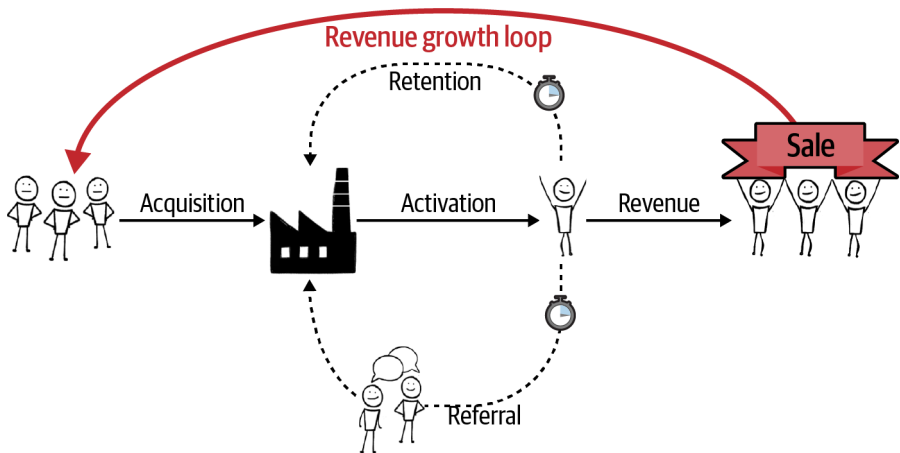 Revenue growth loop
Retention
Sale
Acquisition
Activation
Revenue
Referral